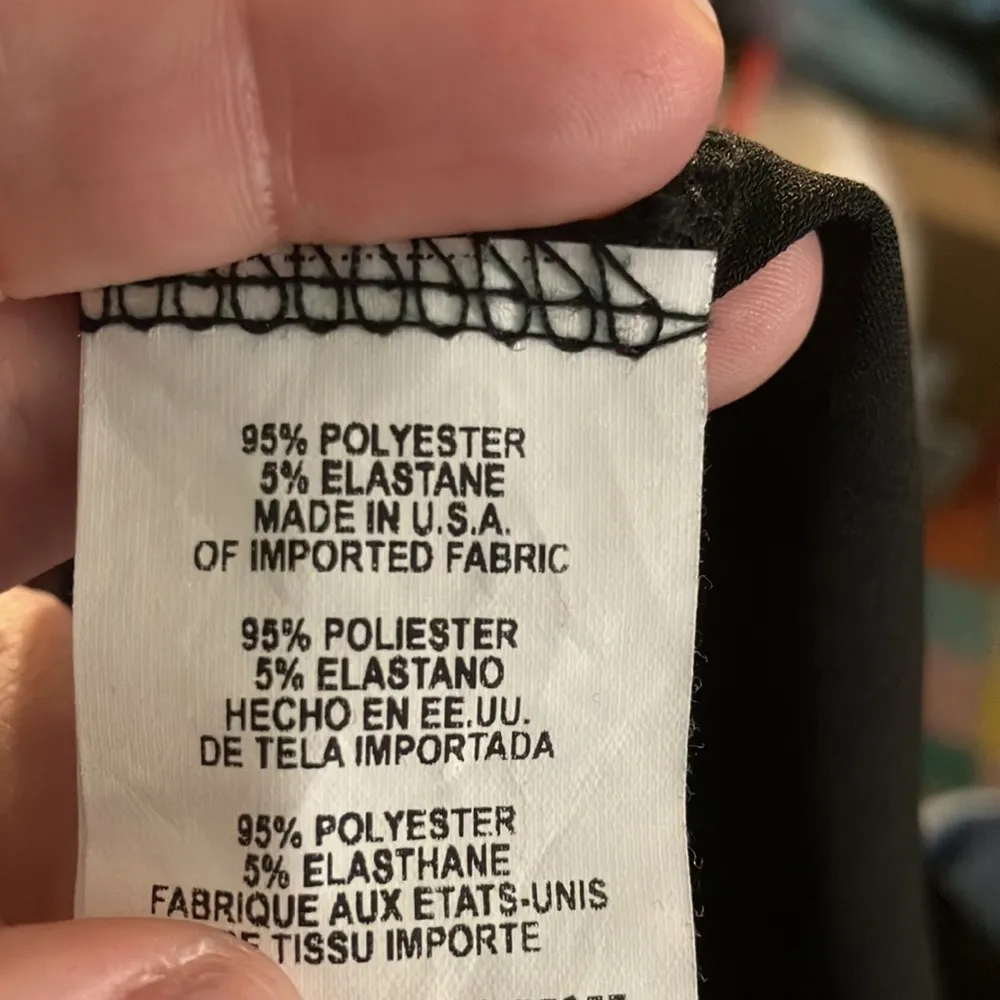 95% POLYESTER
5% ELASTANE
MADE IN U.S.A.
OF IMPORTED FABRIC
95% POLIESTER
5% ELASTANO
HECHO EN EE.UU.
DE TELA IMPORTADA
95% POLYESTER
5% ELASTHANE
FABRIQUE AUX ETATS-UNIS
TISSU IMPORTE